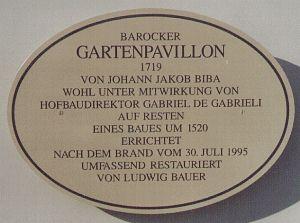 BAROCKER
GARTENPAVILLON
1719
VON JOHANN JAKOB BIBA
WOHL UNTER MITWIRKUNG VON
HOFBAUDIREKTOR GABRIEL DE GABRIELI
AUF RESTEN
EINES BAUES UM 1520
ERRICHTET
NACH DEM BRAND VOM 30. JULI 1995
UMFASSEND RESTAURIERT
VON LUDWIG BAUER